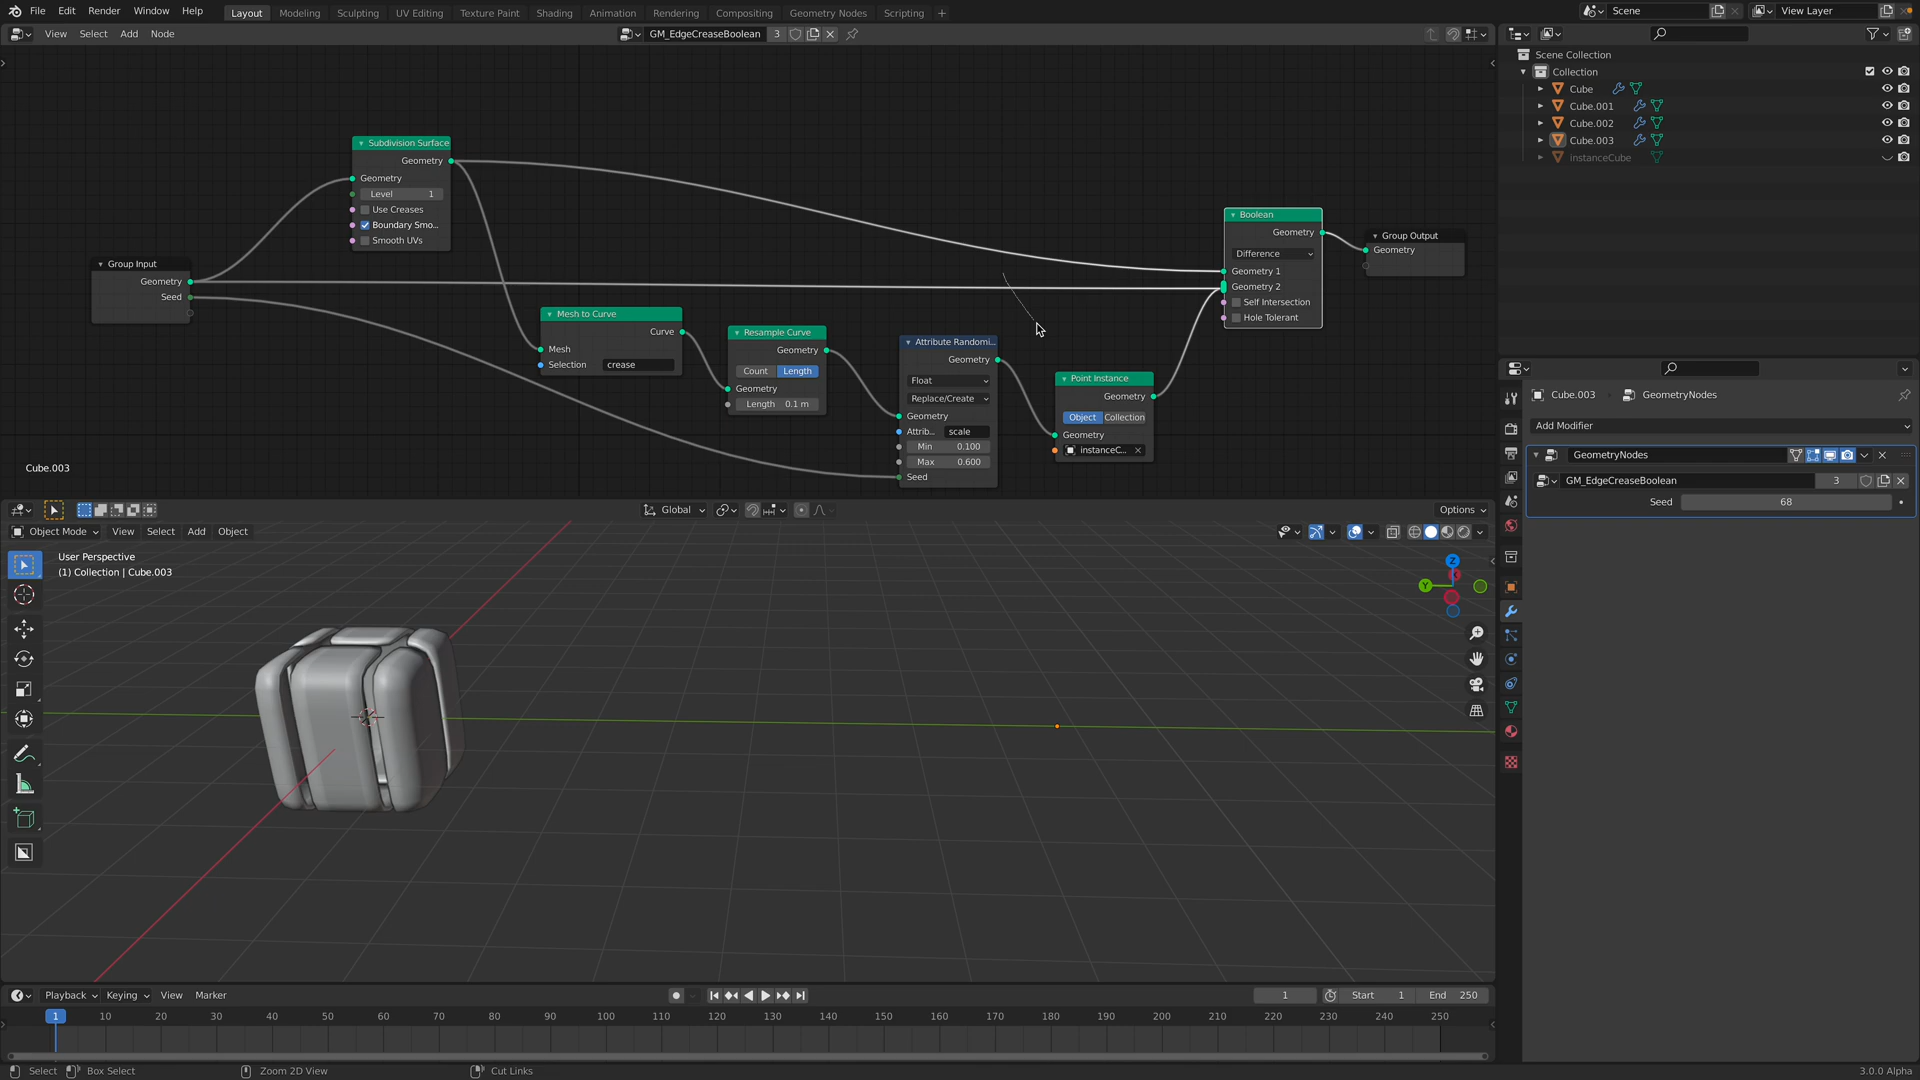 File Edit Render Window Help Layout Modeling Sculpting UV Editing Texture Paint Shading Animation Rendering Compositing Geometry Nodes Scripting + Scene View Layer
View Select Add Node GM_EdgeCreaseBoolean 3
Scene Collection
Collection
Cube
Cube.001
Cube.002
Cube.003
instanceCube
Subdivision Surface
Geometry
Geometry
Level 1
Use Creases
Boundary Smo...
Smooth UVs
Group Input
Geometry
Seed
Mesh to Curve
Curve
Mesh
Selection crease
Resample Curve
Geometry
Count Length
Geometry
Length 0.1 m
Attribute Randomi...
Geometry
Float
Replace/Create
Geometry
Attrib... scale
Min 0.100
Max 0.600
Seed
Point Instance
Geometry
Object Collection
Geometry
instanceC...
Boolean
Geometry
Difference
Geometry 1
Geometry 2
Self Intersection
Hole Tolerant
Group Output
Geometry
Cube.003
Cube.003 GeometryNodes
Add Modifier
GeometryNodes
GM_EdgeCreaseBoolean 3
Seed 68
Global Options
Object Mode View Select Add Object
User Perspective
(1) Collection | Cube.003
Z
Y
Playback Keying View Marker 1 Start 1 End 250
1 10 20 30 40 50 60 70 80 90 100 110 120 130 140 150 160 170 180 190 200 210 220 230 240 250
Select Box Select Zoom 2D View Cut Links 3.0.0 Alpha